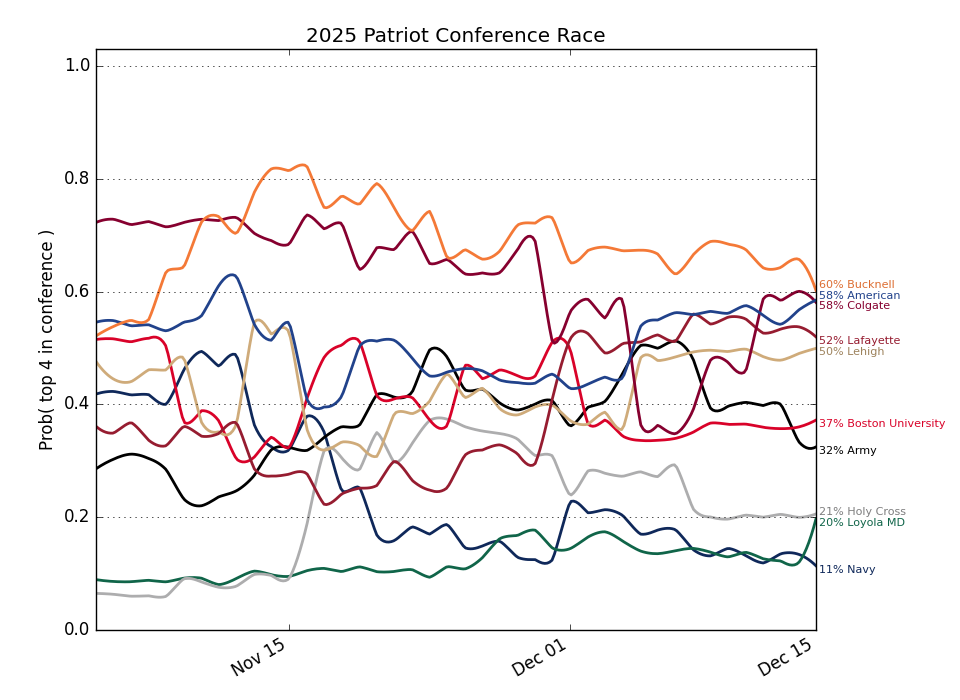 2025 Patriot Conference Race
Prob( top 4 in conference )
1.0
0.8
0.6
0.4
0.2
0.0
Nov 15
Dec 01
Dec 15
60% Bucknell
58% American
58% Colgate
52% Lafayette
50% Lehigh
37% Boston University
32% Army
21% Holy Cross
20% Loyola MD
11% Navy